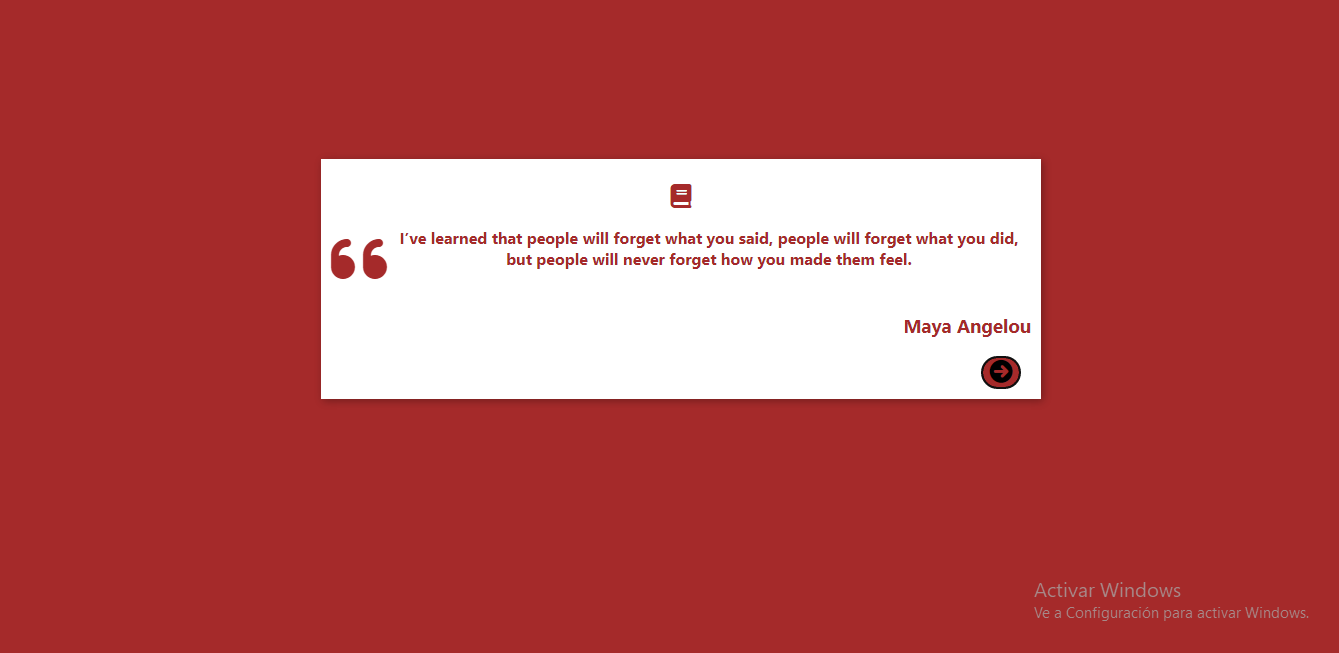 I’ve learned that people will forget what you said, people will forget what you did,
but people will never forget how you made them feel.
Maya Angelou
Activar Windows
Ve a Configuración para activar Windows.